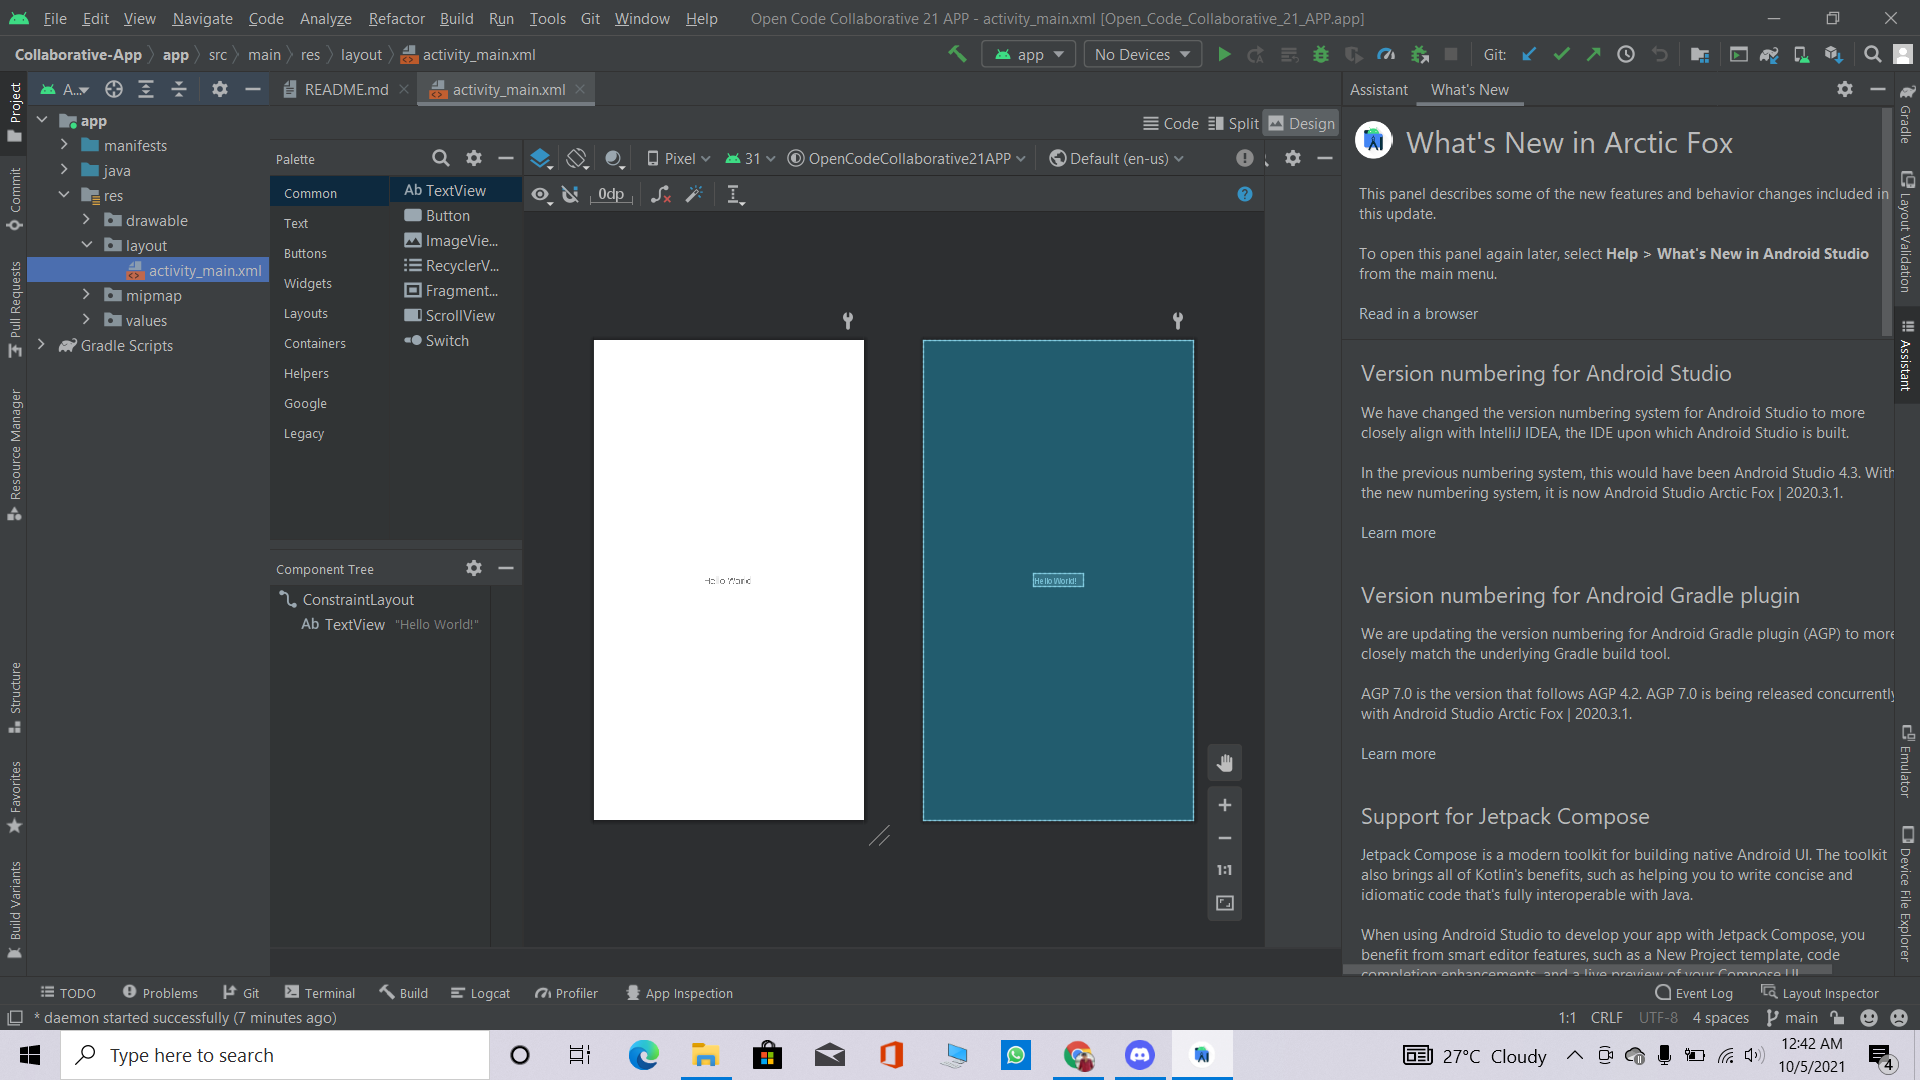 File Edit View Navigate Code Analyze Refactor Build Run Tools Git Window Help Open Code Collaborative 21 APP - activity_main.xml [Open_Code_Collaborative_21_APP.app]
Collaborative-App app src main res layout activity_main.xml app No Devices Git:
A... README.md activity_main.xml Assistant What's New
Code Split Design
Project
Commit
Pull Requests
Resource Manager
Structure
Favorites
Build Variants
app
manifests
java
res
drawable
layout
activity_main.xml
mipmap
values
Gradle Scripts
Palette
Common
Text
Buttons
Widgets
Layouts
Containers
Helpers
Google
Legacy
Ab TextView
Button
ImageVie...
RecyclerV...
Fragment...
ScrollView
Switch
Pixel 31 OpenCodeCollaborative21APP Default (en-us)
0dp
Component Tree
ConstraintLayout
Ab TextView "Hello World!"
Hello World!
Hello World!
1:1
What's New in Arctic Fox
This panel describes some of the new features and behavior changes included in
this update.
To open this panel again later, select Help > What's New in Android Studio
from the main menu.
Read in a browser
Version numbering for Android Studio
We have changed the version numbering system for Android Studio to more
closely align with IntelliJ IDEA, the IDE upon which Android Studio is built.
In the previous numbering system, this would have been Android Studio 4.3. With
the new numbering system, it is now Android Studio Arctic Fox | 2020.3.1.
Learn more
Version numbering for Android Gradle plugin
We are updating the version numbering for Android Gradle plugin (AGP) to more
closely match the underlying Gradle build tool.
AGP 7.0 is the version that follows AGP 4.2. AGP 7.0 is being released concurrently
with Android Studio Arctic Fox | 2020.3.1.
Learn more
Support for Jetpack Compose
Jetpack Compose is a modern toolkit for building native Android UI. The toolkit
also brings all of Kotlin's benefits, such as helping you to write concise and
idiomatic code that's fully interoperable with Java.
When using Android Studio to develop your app with Jetpack Compose, you
benefit from smart editor features, such as a New Project template, code
completion enhancements, and a live preview of your Compose UI
Gradle
Layout Validation
Assistant
Emulator
Device File Explorer
TODO Problems Git Terminal Build Logcat Profiler App Inspection Event Log Layout Inspector
* daemon started successfully (7 minutes ago) 1:1 CRLF UTF-8 4 spaces main
Type here to search 27°C Cloudy 12:42 AM
10/5/2021
4